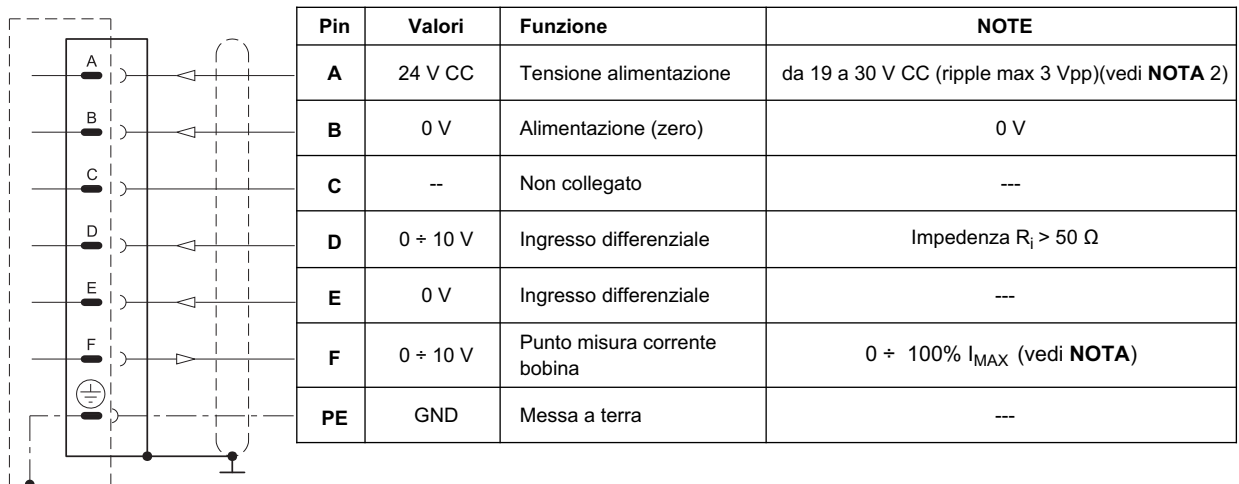 Pin Valori Funzione NOTE
A A 24 V CC Tensione alimentazione da 19 a 30 V CC (ripple max 3 Vpp)(vedi NOTA 2)
B B 0 V Alimentazione (zero) 0 V
C C -- Non collegato ---
D D 0 ÷ 10 V Ingresso differenziale Impedenza Ri > 50 Ω
E E 0 V Ingresso differenziale ---
F F 0 ÷ 10 V Punto misura corrente
bobina 0 ÷ 100% IMAX (vedi NOTA)
PE GND Messa a terra ---